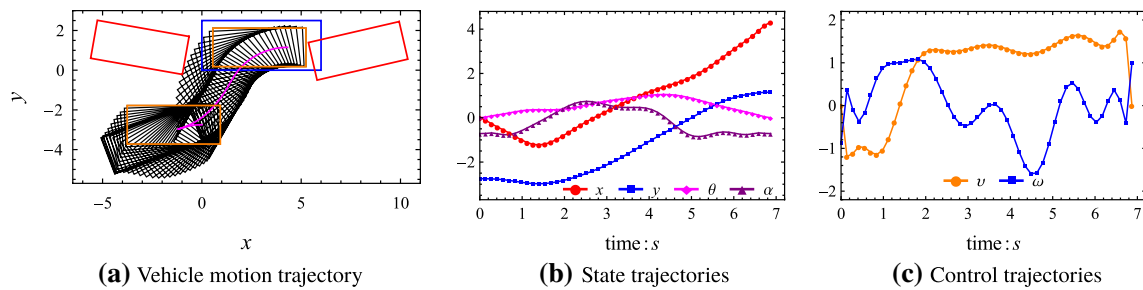 y
2
0
−2
−4
−5
0
5
10
x
4
2
0
−2
x y θ α
0 1 2 3 4 5 6 7
time: s
2
1
0
−1
−2
υ ω
0 1 2 3 4 5 6 7
time: s
(a) Vehicle motion trajectory
(b) State trajectories
(c) Control trajectories